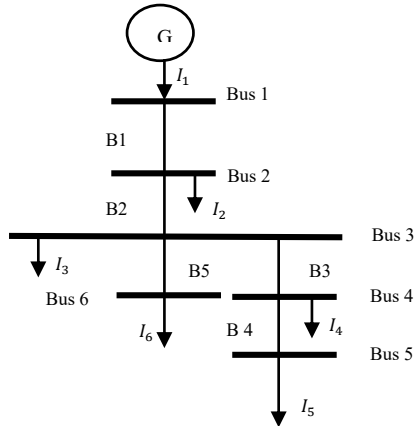 G
I₁
Bus 1
B1
Bus 2
B2
I₂
Bus 3
I₃
B5
B3
Bus 6
Bus 4
I₆
B 4
I₄
Bus 5
I₅